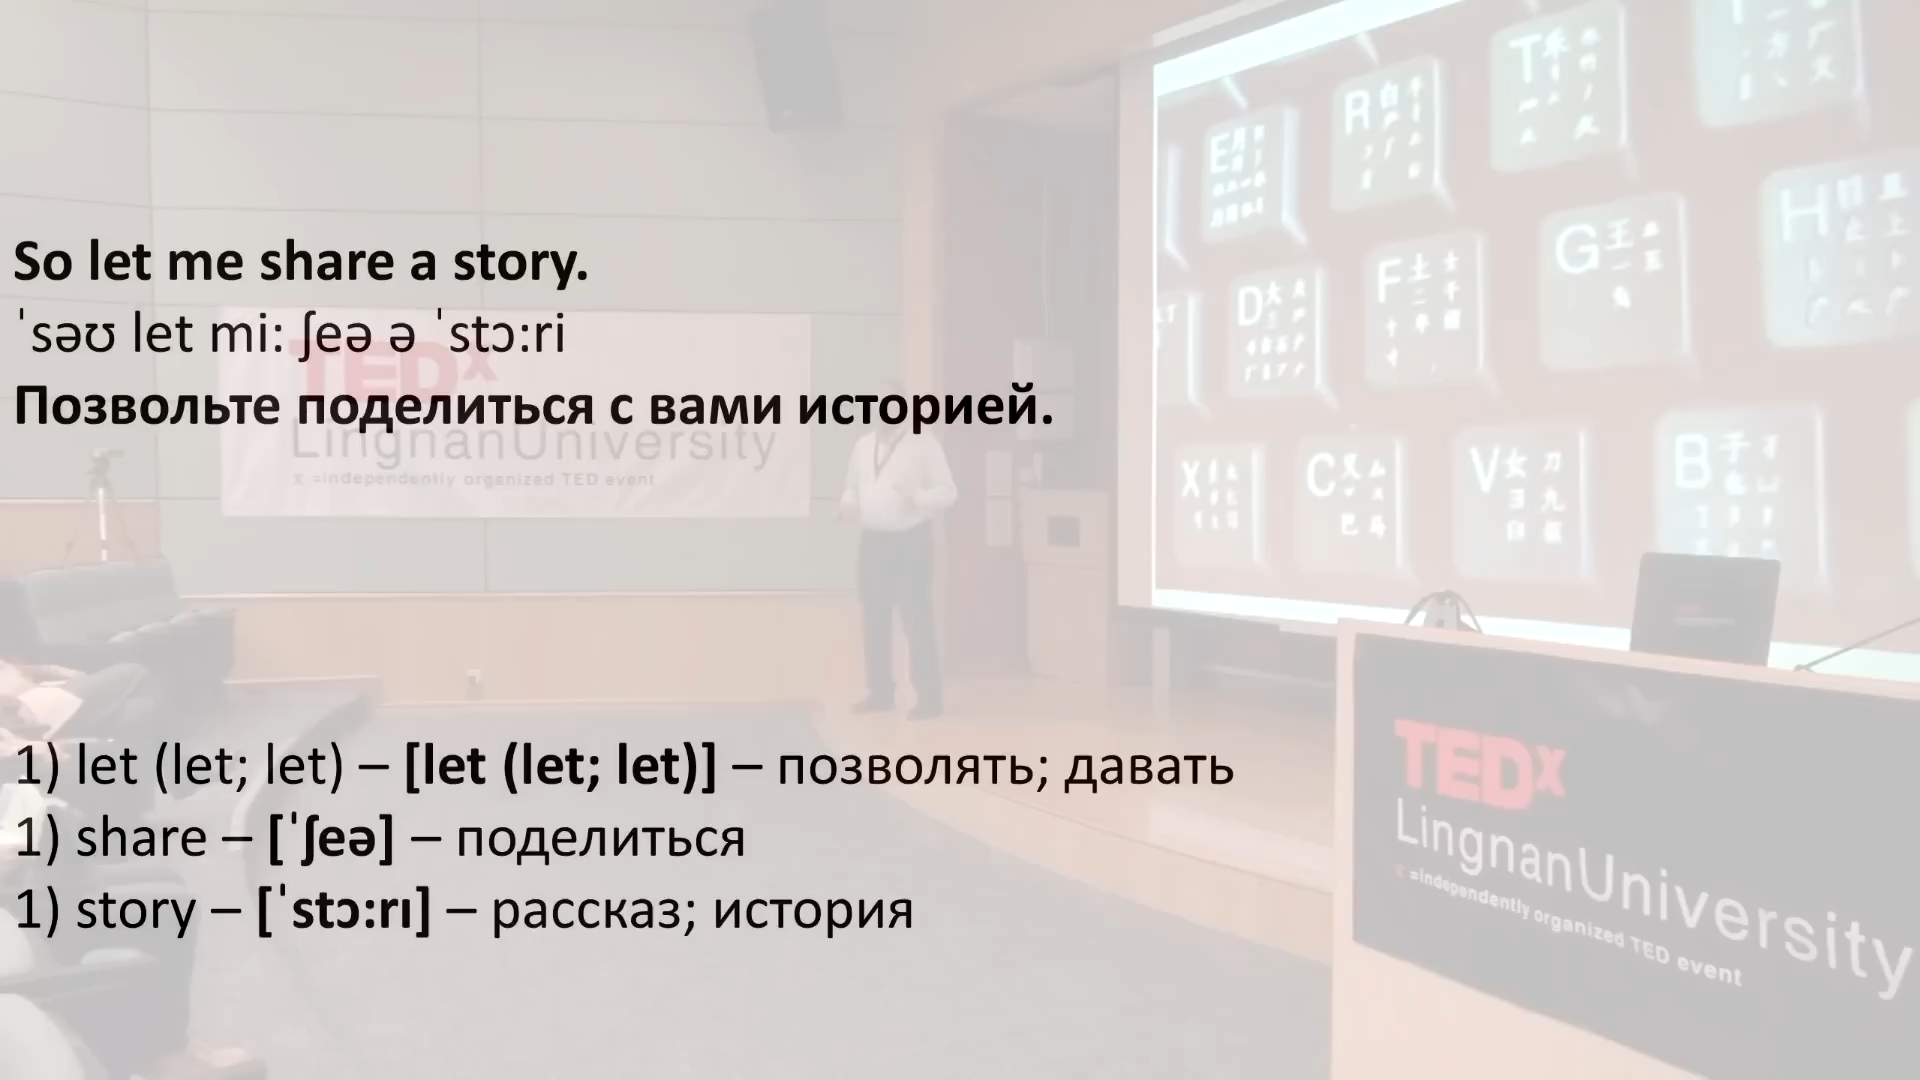 So let me share a story.
ˈsəʊ let mi: ʃeə ə ˈstɔ:ri
Позвольте поделиться с вами историей.
TEDx
LingnanUniversity
x =independently organized TED event
1) let (let; let) – [let (let; let)] – позволять; давать
1) share – [ˈʃeə] – поделиться
1) story – [ˈstɔ:rı] – рассказ; история
E
R
T
D
F
G
H
X
C
V
B
TEDx
LingnanUniversity
x =independently organized TED event